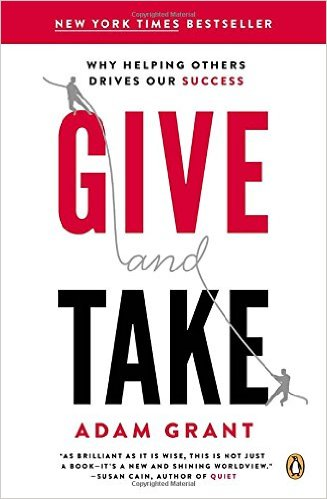 NEW YORK TIMES BESTSELLER
WHY HELPING OTHERS
DRIVES OUR SUCCESS
GIVE
and
TAKE
ADAM GRANT
"AS BRILLIANT AS IT IS WISE, THIS IS NOT JUST
A BOOK—IT'S A NEW AND SHINING WORLDVIEW."
—SUSAN CAIN, AUTHOR OF QUIET